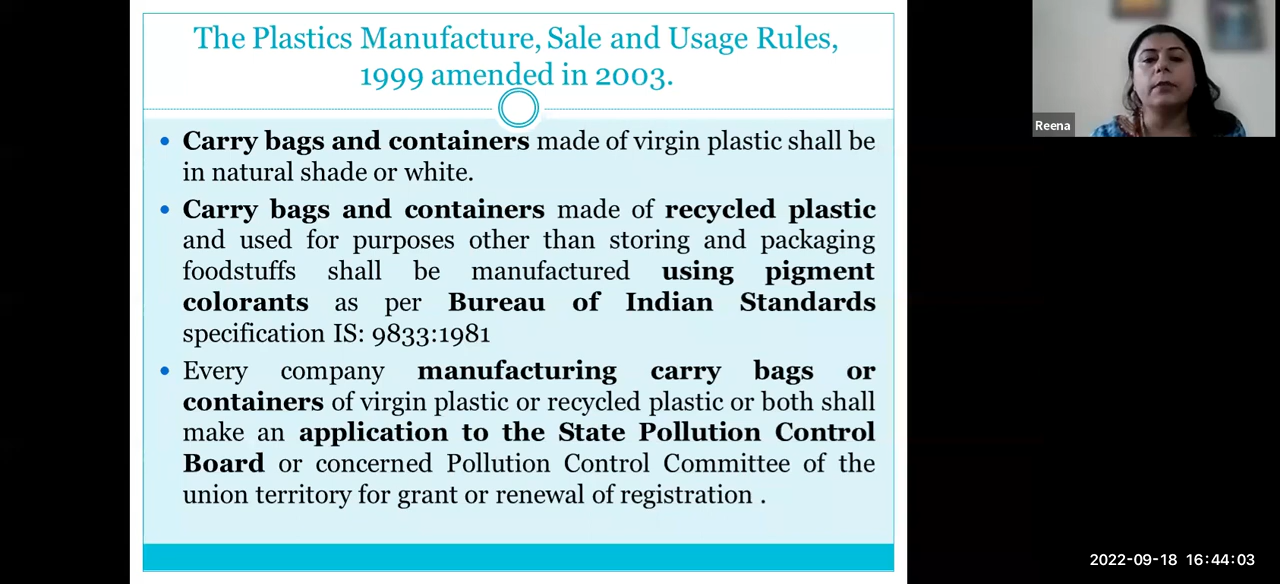 The Plastics Manufacture, Sale and Usage Rules,
1999 amended in 2003.
• Carry bags and containers made of virgin plastic shall be
in natural shade or white.
• Carry bags and containers made of recycled plastic
and used for purposes other than storing and packaging
foodstuffs shall be manufactured using pigment
colorants as per Bureau of Indian Standards
specification IS: 9833:1981
• Every company manufacturing carry bags or
containers of virgin plastic or recycled plastic or both shall
make an application to the State Pollution Control
Board or concerned Pollution Control Committee of the
union territory for grant or renewal of registration .
Reena
2022-09-18 16:44:03